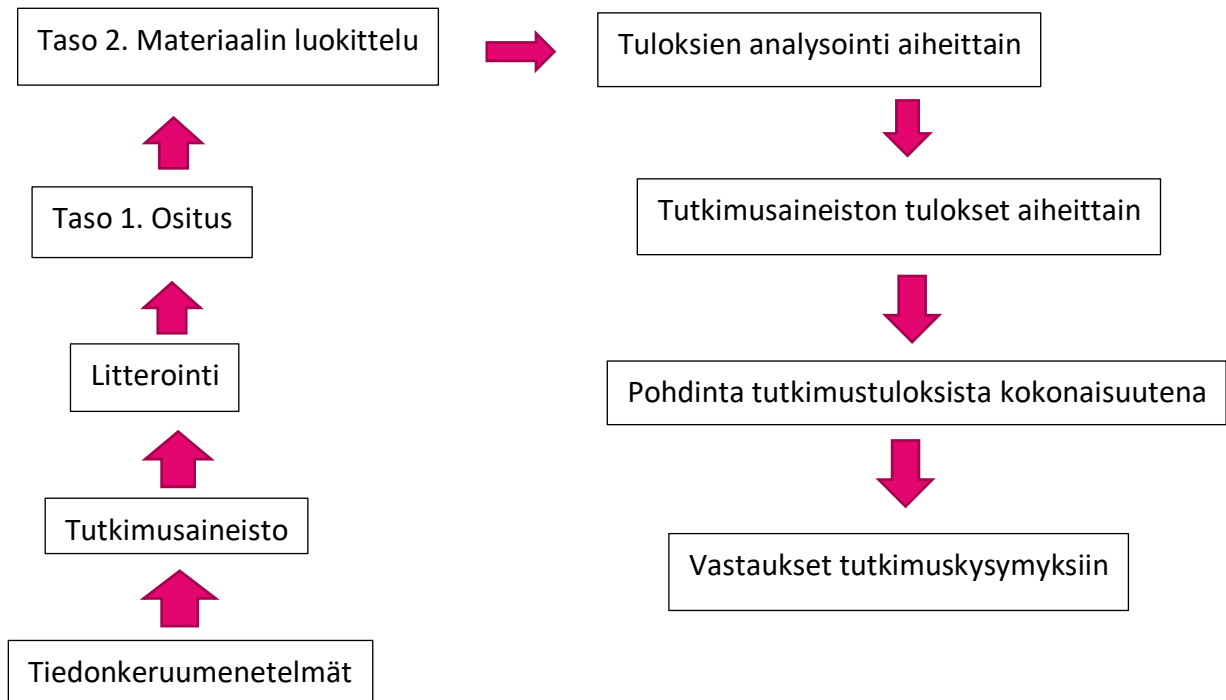 Taso 2. Materiaalin luokittelu
Tuloksien analysointi aiheittain
Taso 1. Ositus
Tutkimusaineiston tulokset aiheittain
Litterointi
Pohdinta tutkimustuloksista kokonaisuutena
Tutkimusaineisto
Vastaukset tutkimuskysymyksiin
Tiedonkeruumenetelmät